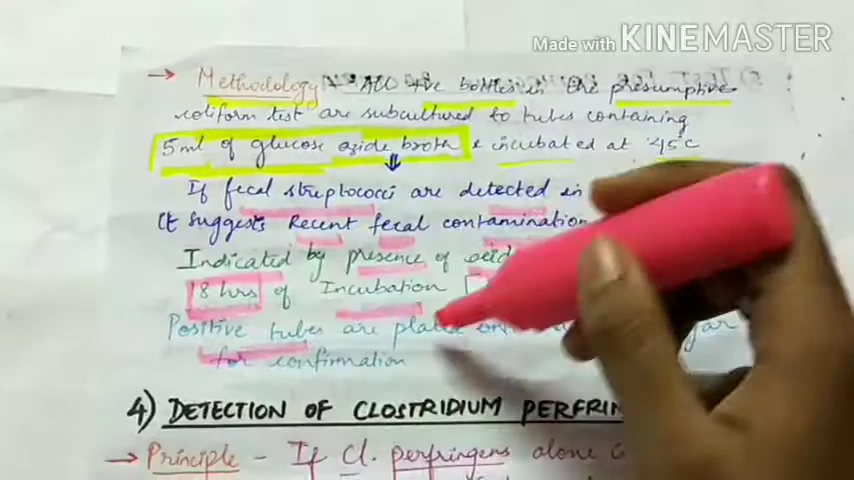 Made with KINEMASTER
→ Methodology - All +ve bottles in the presumptive
coliform test are subcultured to tubes containing
5ml of glucose azide broth & incubated at 45°C
If fecal streptococci are detected in
It suggests Recent fecal contamination
Indicated by presence of acid
18 hrs of Incubation
Positive tubes are plated
for confirmation
4) DETECTION OF CLOSTRIDIUM
→ Principle - If Cl. perfringens alone